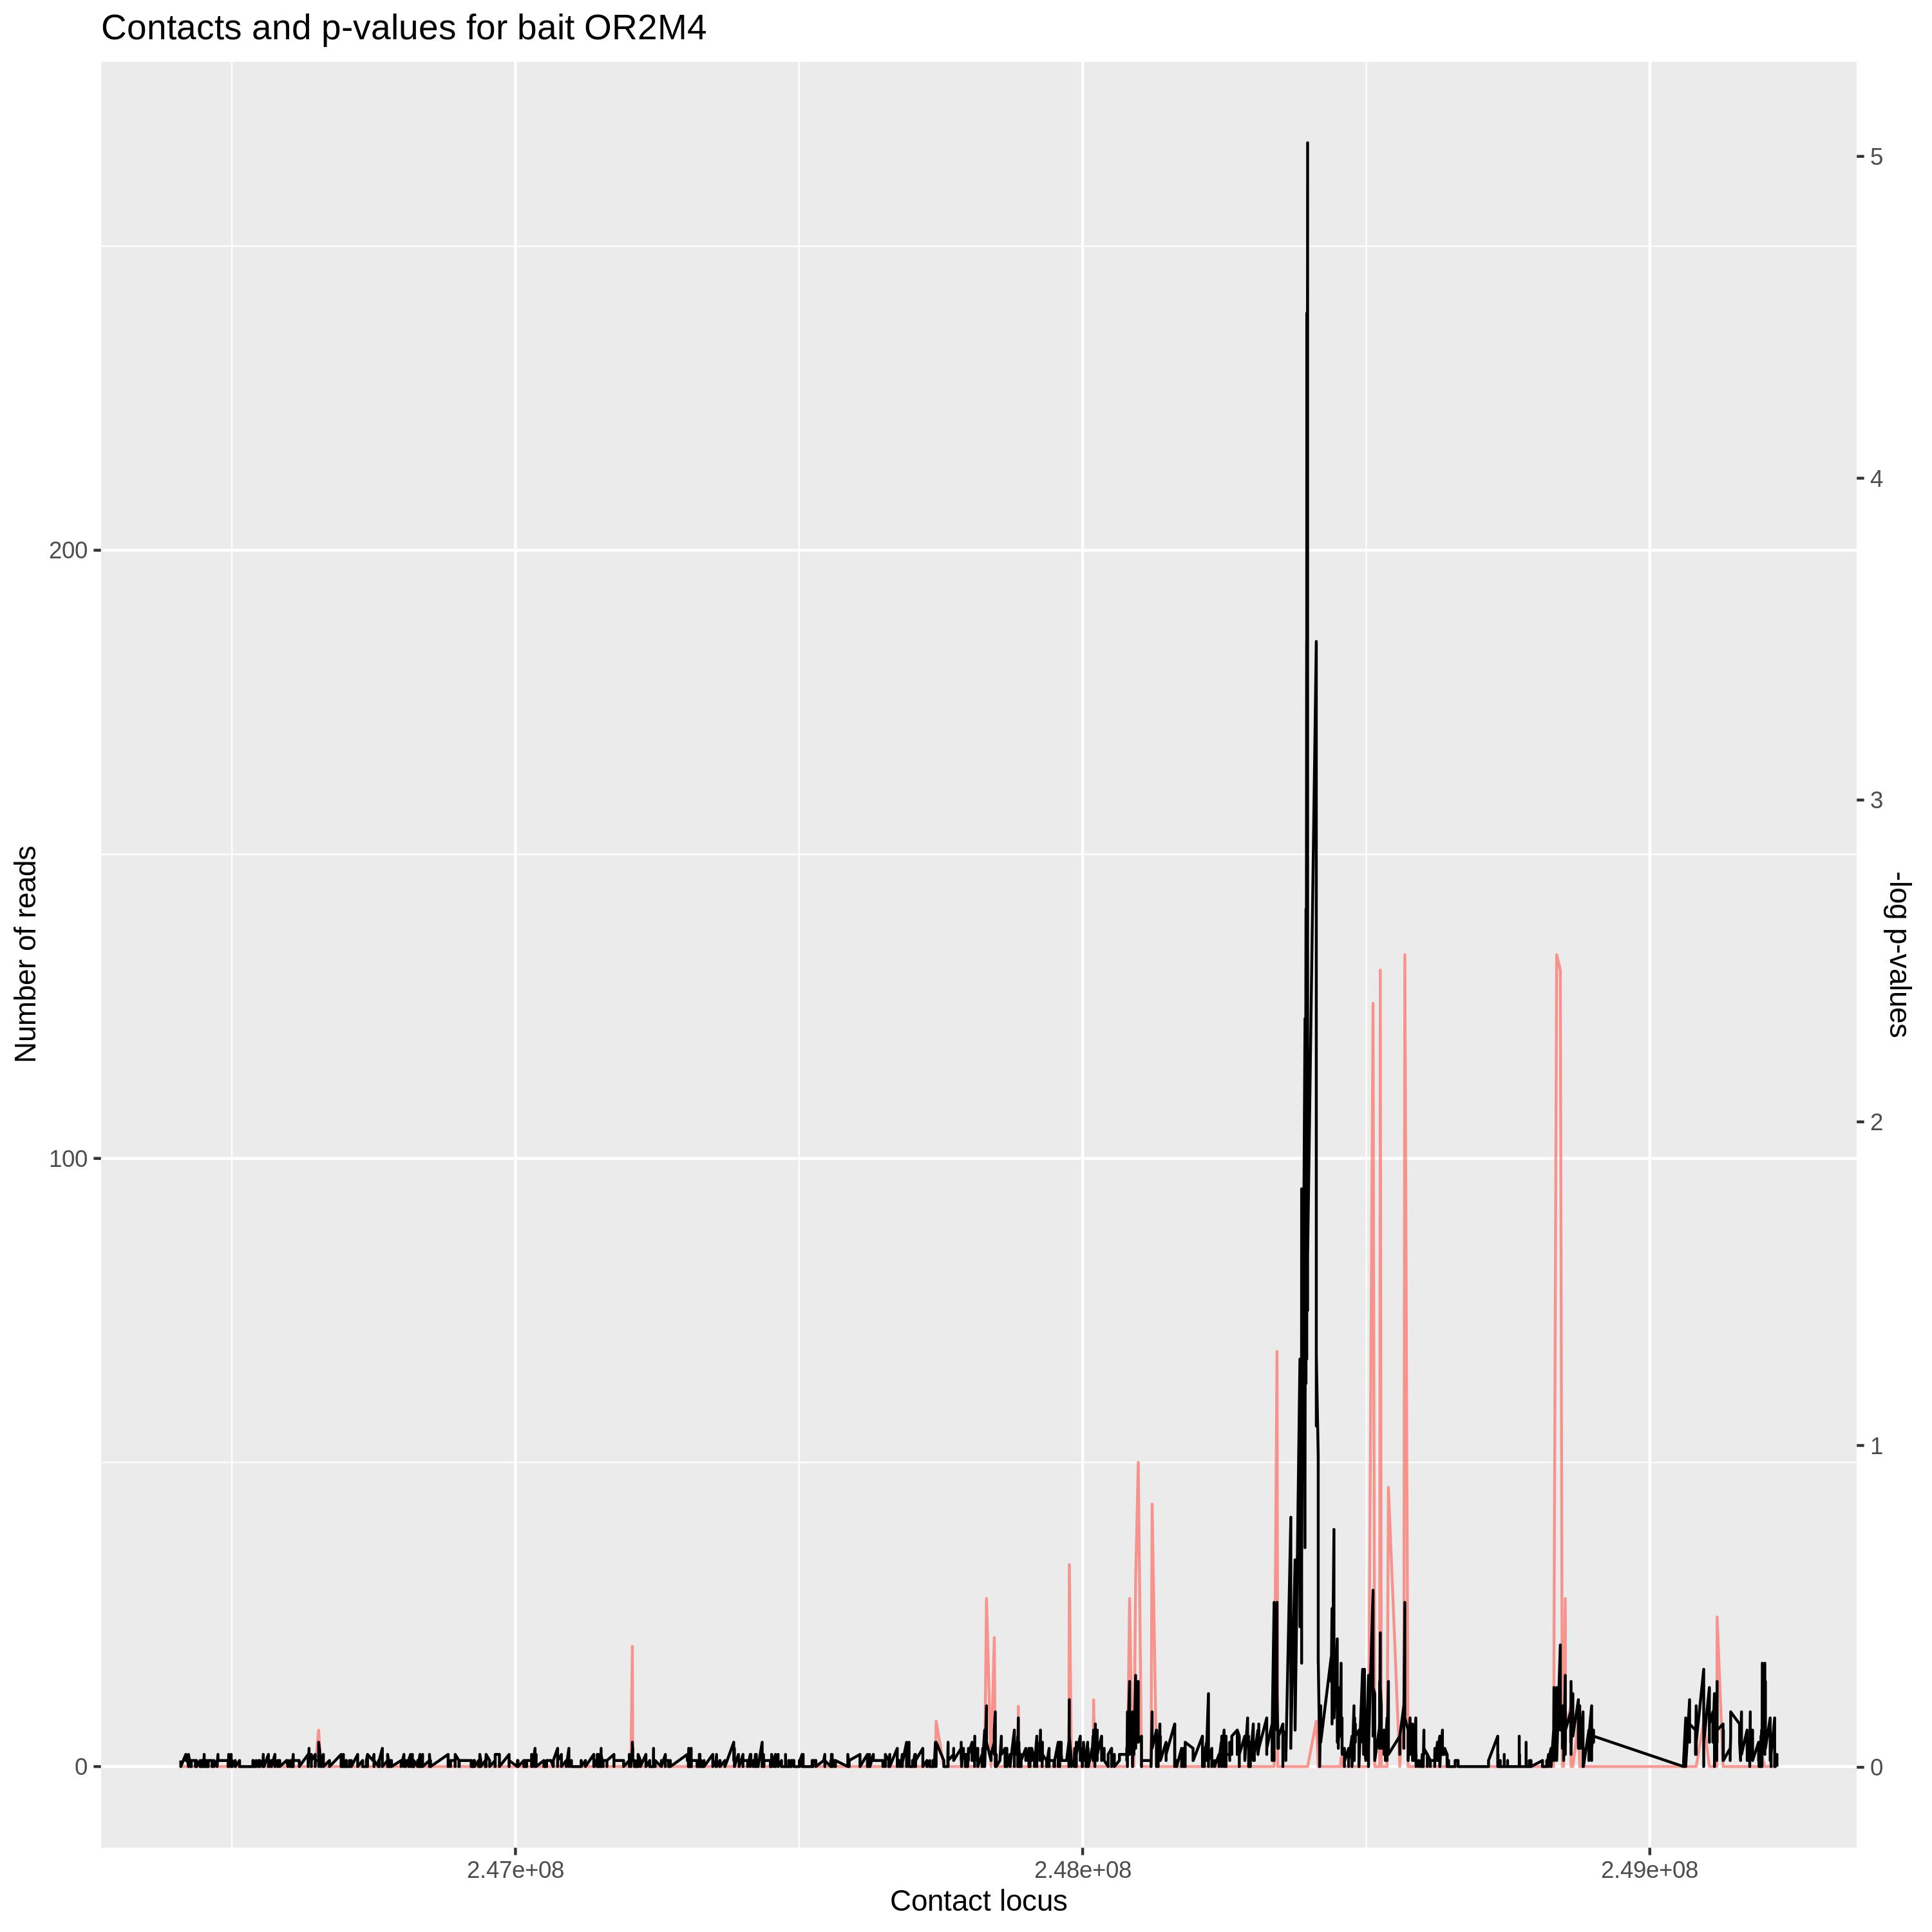 Contacts and p-values for bait OR2M4
Number of reads
200
100
0
5
4
3
2
1
0
-log p-values
2.47e+08 2.48e+08 2.49e+08
Contact locus